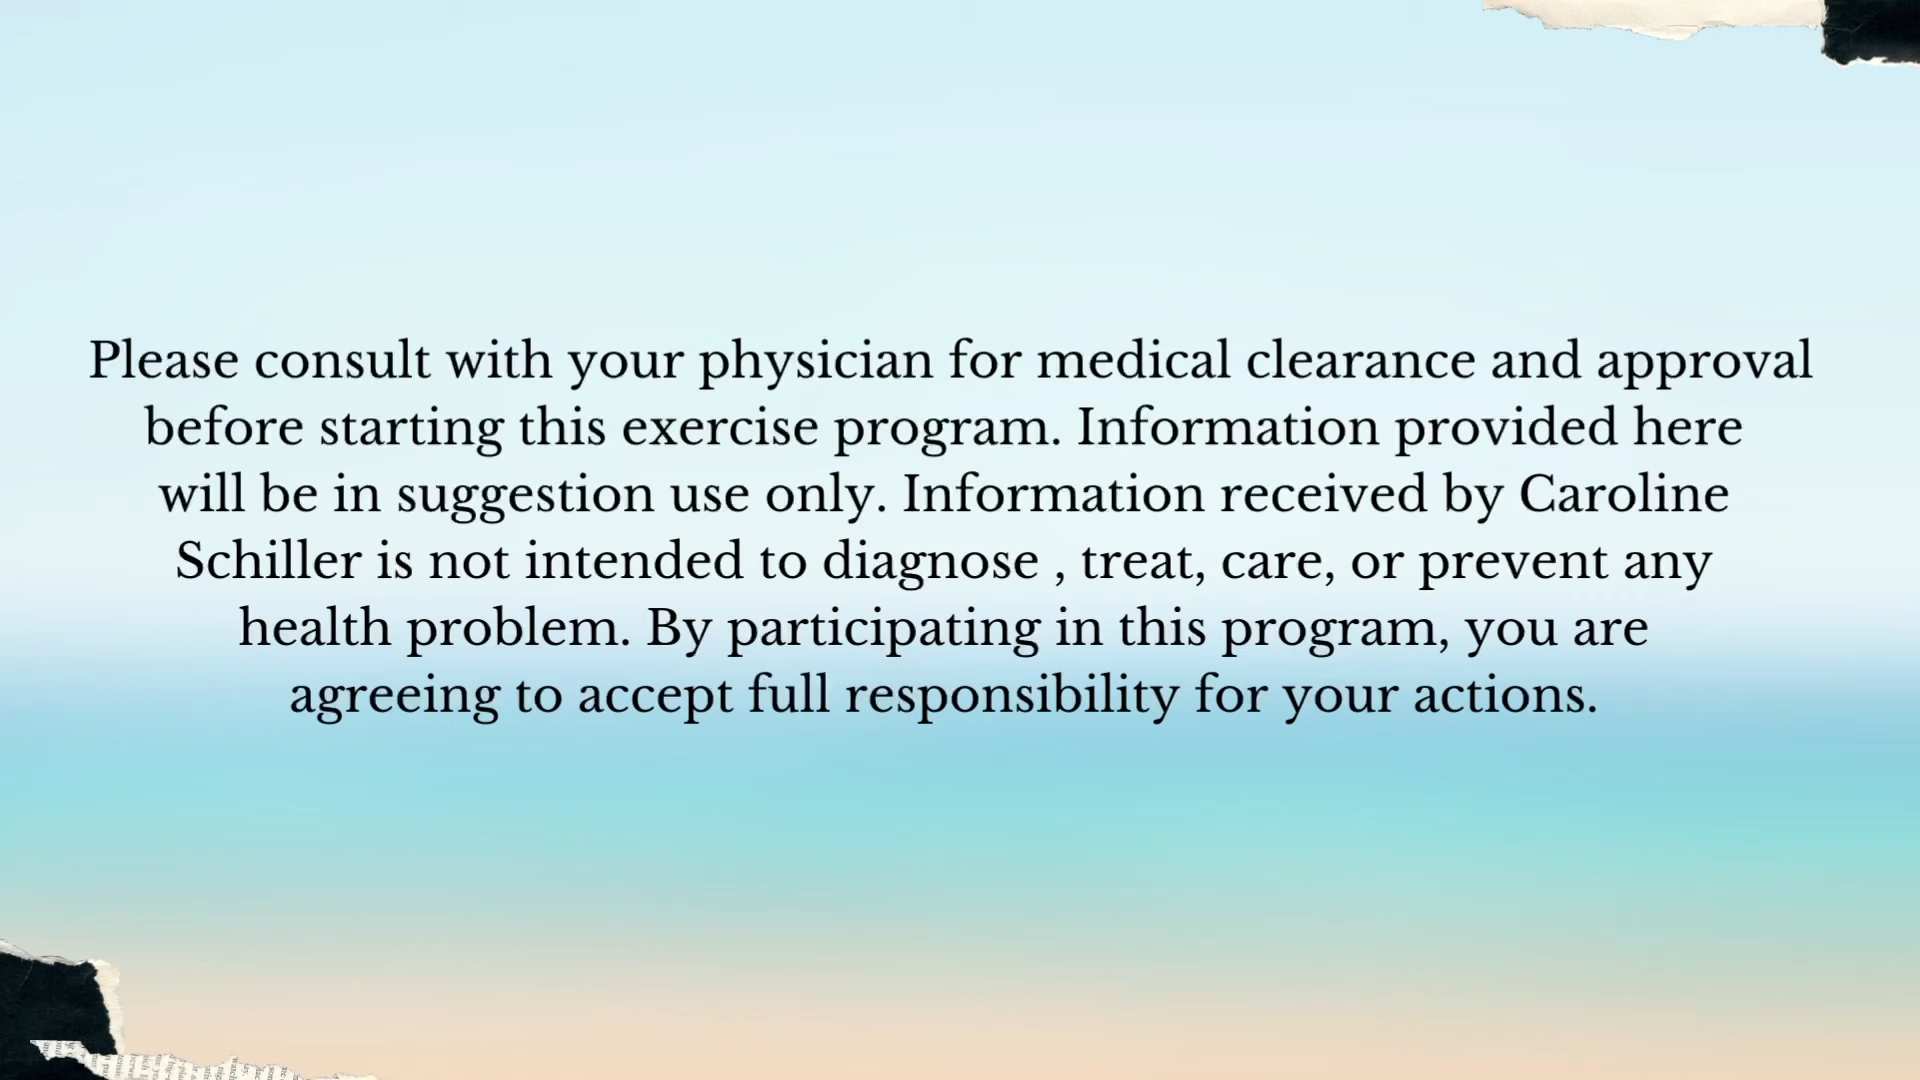 Please consult with your physician for medical clearance and approval
before starting this exercise program. Information provided here
will be in suggestion use only. Information received by Caroline
Schiller is not intended to diagnose , treat, care, or prevent any
health problem. By participating in this program, you are
agreeing to accept full responsibility for your actions.